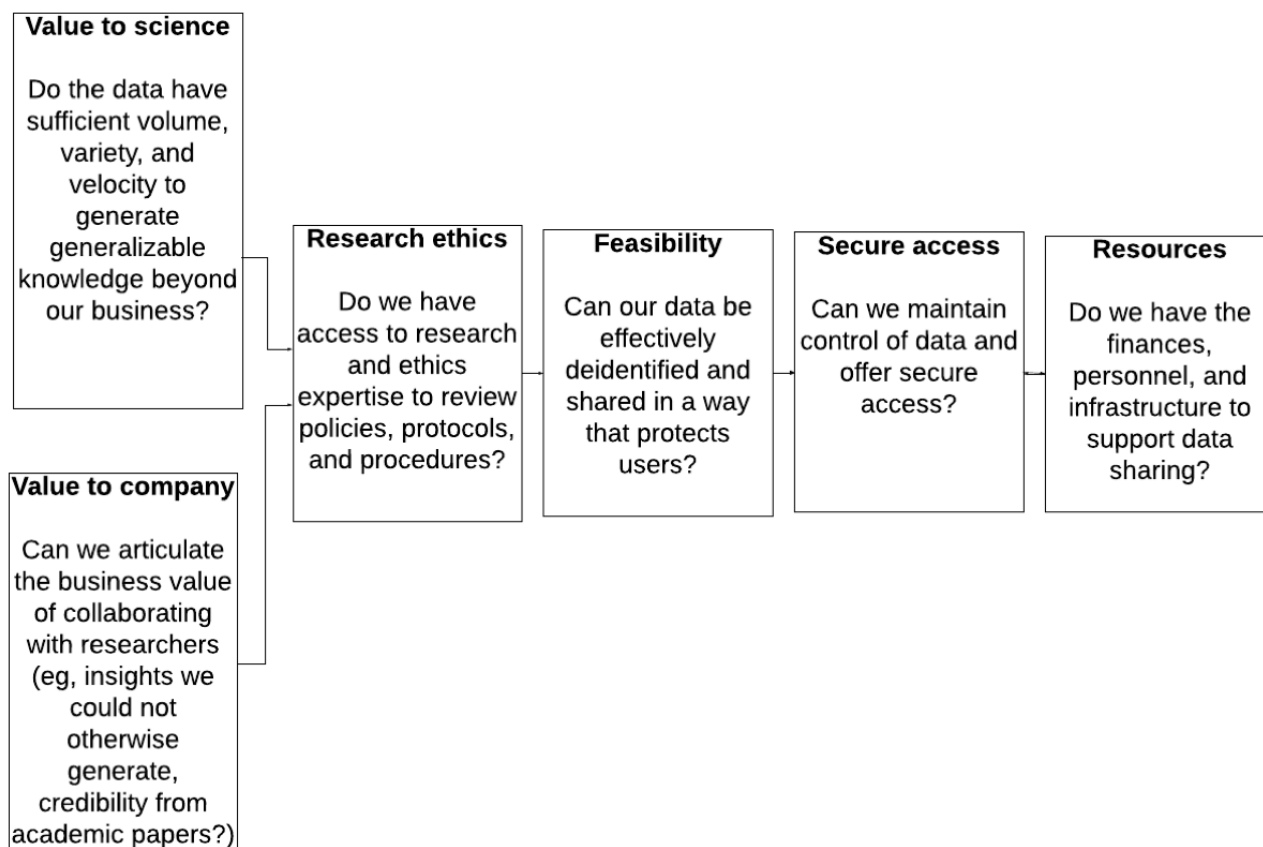 Value to science
Do the data have
sufficient volume,
variety, and
velocity to
generate
generalizable
knowledge beyond
our business?
Value to company
Can we articulate
the business value
of collaborating
with researchers
(eg, insights we
could not
otherwise
generate,
credibility from
academic papers?)
Research ethics
Do we have
access to research
and ethics
expertise to review
policies, protocols,
and procedures?
Feasibility
Can our data be
effectively
deidentified and
shared in a way
that protects
users?
Secure access
Can we maintain
control of data and
offer secure
access?
Resources
Do we have the
finances,
personnel, and
infrastructure to
support data
sharing?